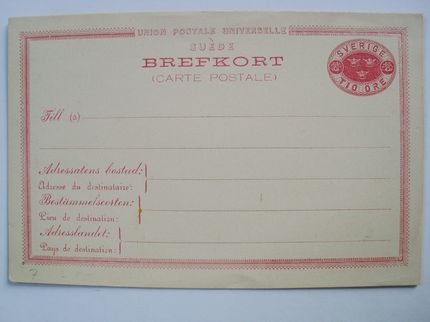 UNION POSTALE UNIVERSELLE
SUÈDE
BREFKORT
(CARTE POSTALE)
SVERIGE
TIO ÖRE
Till (à)
Adressatens bostad:
Adresse du destinataire:
Bestämmelseorten:
Lieu de destination:
Adresslandet:
Pays de destination:
7